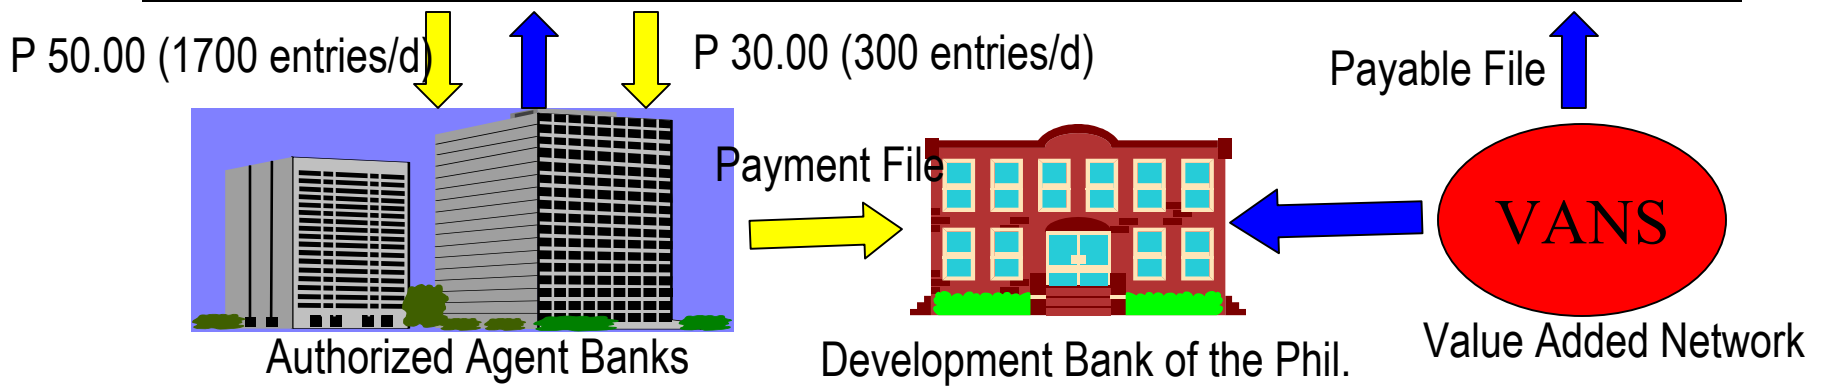 P 50.00 (1700 entries/d)
P 30.00 (300 entries/d)
Payable File
Payment File
VANS
Authorized Agent Banks
Development Bank of the Phil.
Value Added Network